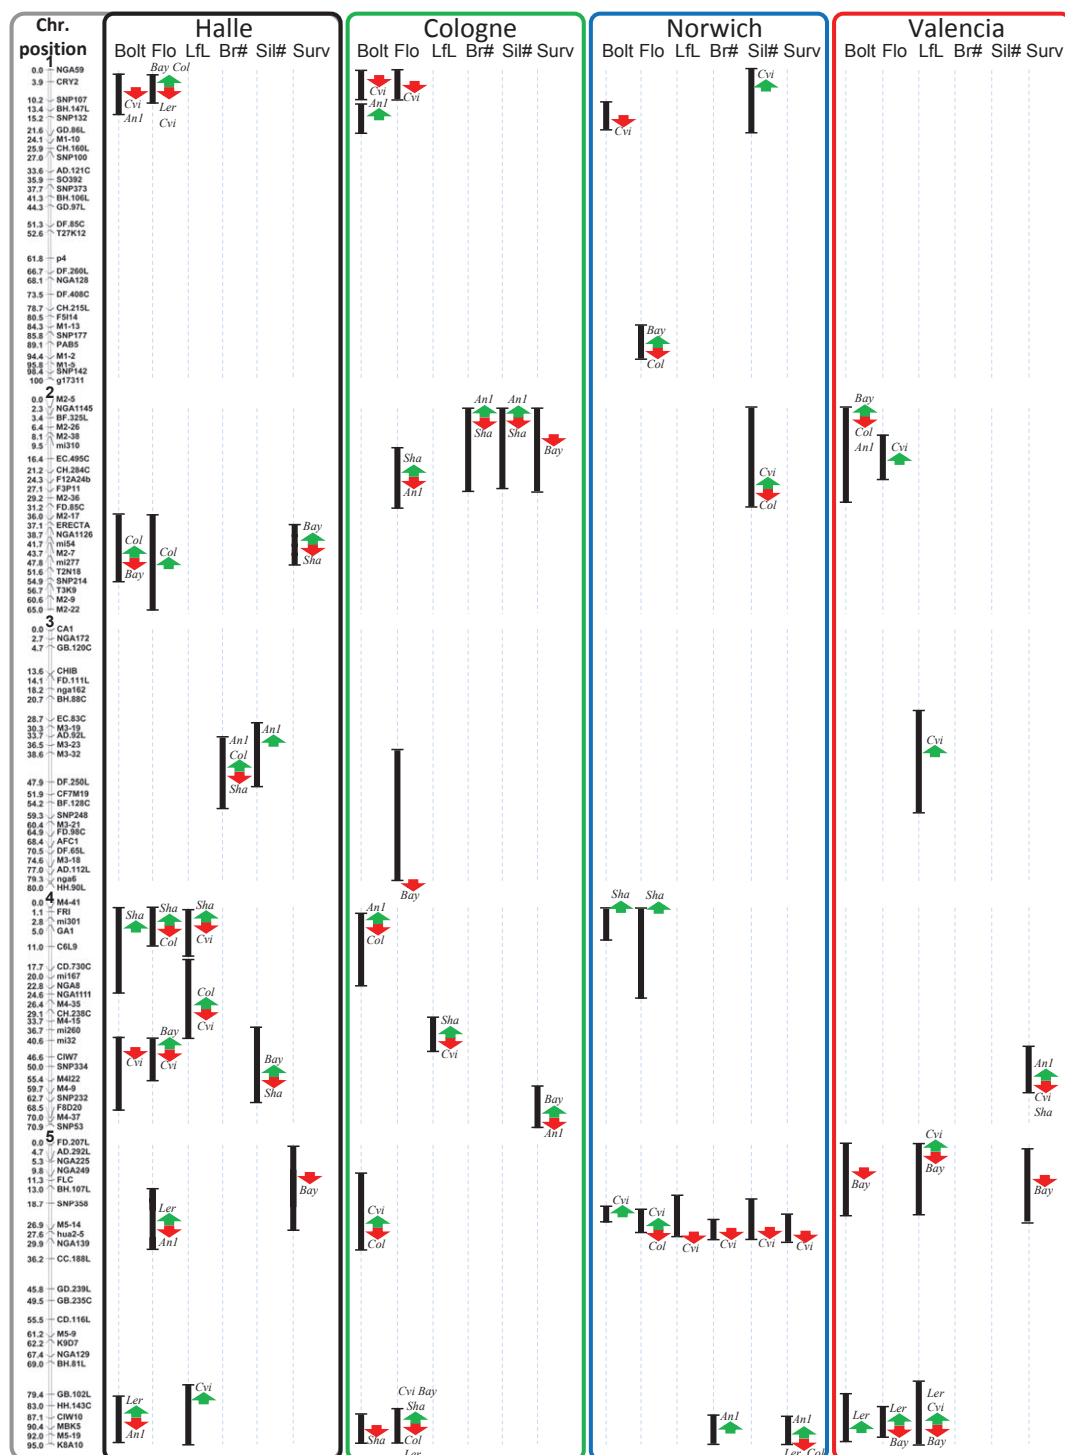 Chr. position
Halle
Cologne
Norwich
Valencia
Bolt Flo LfL Br# Sil# Surv
Bolt Flo LfL Br# Sil# Surv
Bolt Flo LfL Br# Sil# Surv
Bolt Flo LfL Br# Sil# Surv
1
0.0 NGA59
3.9 CRY2
10.2 SNP107
13.4 BH.147L
15.2 SNP132
21.6 GD.86L
24.1 M1-10
25.9 CH.160L
27.0 SNP100
33.6 AD.121C
35.9 SO392
37.7 SNP373
41.3 BH.106L
44.3 GD.97L
51.3 DF.85C
52.6 T27K12
61.8 p4
66.7 DF.260L
68.1 NGA128
73.5 DF.408C
78.7 CH.215L
80.5 F5I14
84.3 M1-13
85.8 SNP177
89.1 PAB5
94.4 M1-2
95.8 M1-5
98.4 SNP142
100 g17311
Cvi
An1
Bay Col
Ler
Cvi
Cvi
An1
Cvi
Cvi
Bay
Col
Cvi
2
0.0 M2-5
2.3 NGA1145
3.4 BF.325L
6.4 M2-26
8.1 M2-38
9.5 mi310
16.4 EC.495C
21.2 CH.284C
24.3 F12A24b
27.1 F3P11
29.2 M2-36
31.2 FD.85C
36.0 M2-17
37.1 ERECTA
38.7 NGA1126
41.7 mi54
43.7 M2-7
47.8 mi277
51.6 T2N18
54.9 SNP214
56.7 T3K9
60.6 M2-9
65.0 M2-22
Col
Bay
Col
Bay
Sha
Sha
An1
An1
Sha
An1
Sha
Bay
Cvi
Col
Bay
Col
An1
Cvi
3
0.0 CA1
2.7 NGA172
4.7 GB.120C
13.6 CHIB
14.1 FD.111L
18.2 nga162
20.7 BH.88C
28.7 EC.83C
30.3 M3-19
33.7 AD.92L
36.5 M3-23
38.6 M3-32
47.9 DF.250L
51.9 CF7M19
54.2 BF.128C
59.3 SNP248
60.4 M3-21
64.9 FD.98C
68.4 AFC1
70.5 DF.65L
74.6 M3-18
77.0 AD.112L
79.3 nga6
80.0 HH.90L
An1
Col
Sha
An1
Bay
Cvi
4
0.0 M4-41
1.1 FRI
2.8 mi301
5.0 GA1
11.0 C6L9
17.7 CD.730C
20.0 mi167
22.8 NGA8
24.6 NGA1111
26.4 M4-35
29.1 CH.238C
33.7 M4-15
36.7 mi260
40.6 mi32
46.6 CIW7
50.0 SNP334
55.4 M4I22
59.7 M4-9
62.7 SNP232
68.5 F8D20
70.0 M4-37
70.9 SNP53
Sha
Sha
Col
Sha
Cvi
Col
Cvi
Cvi
Bay
Cvi
Bay
Sha
An1
Col
Sha
Cvi
Bay
An1
Sha
Sha
An1
Cvi
Sha
5
0.0 FD.207L
4.7 AD.292L
5.3 NGA225
9.8 NGA249
11.3 FLC
13.0 BH.107L
18.7 SNP358
26.9 M5-14
27.6 hua2-5
29.9 NGA139
36.2 CC.188L
45.8 GD.239L
49.5 GB.235C
55.5 CD.116L
61.2 M5-9
62.2 K9D7
67.4 NGA129
69.0 BH.81L
79.4 GB.102L
83.0 HH.143C
87.1 CIW10
90.4 MBK5
92.0 M5-19
95.0 K8A10
Ler
An1
Bay
Ler
An1
Cvi
Cvi
Col
Sha
Cvi Bay
Sha
Col
Ler
Cvi
Cvi
Col
Cvi
Cvi
Cvi
Cvi
An1
An1
Ler Col
Bay
Cvi
Bay
Bay
Ler
Ler
Bay
Ler
Cvi
Bay